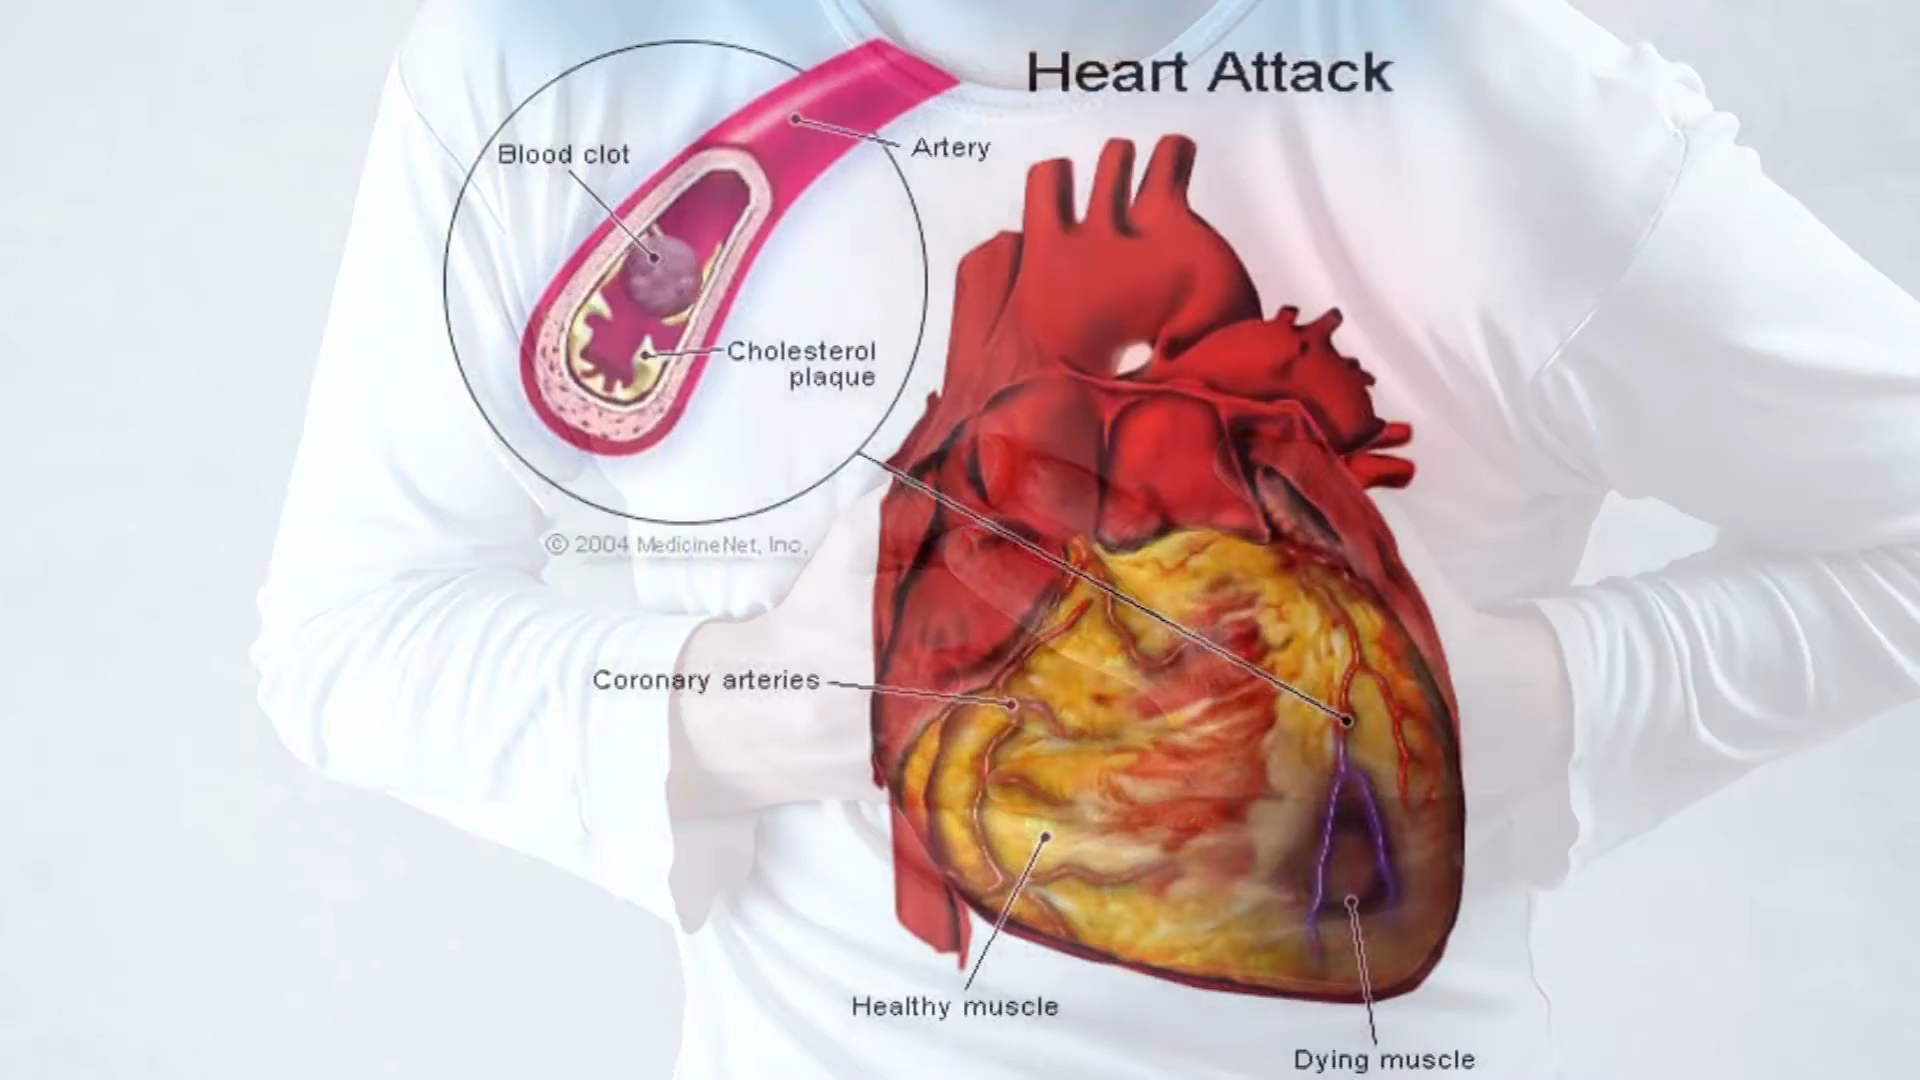 Heart Attack
Blood clot
Artery
Cholesterol
plaque
© 2004 MedicineNet, Inc.
Coronary arteries
Healthy muscle
Dying muscle